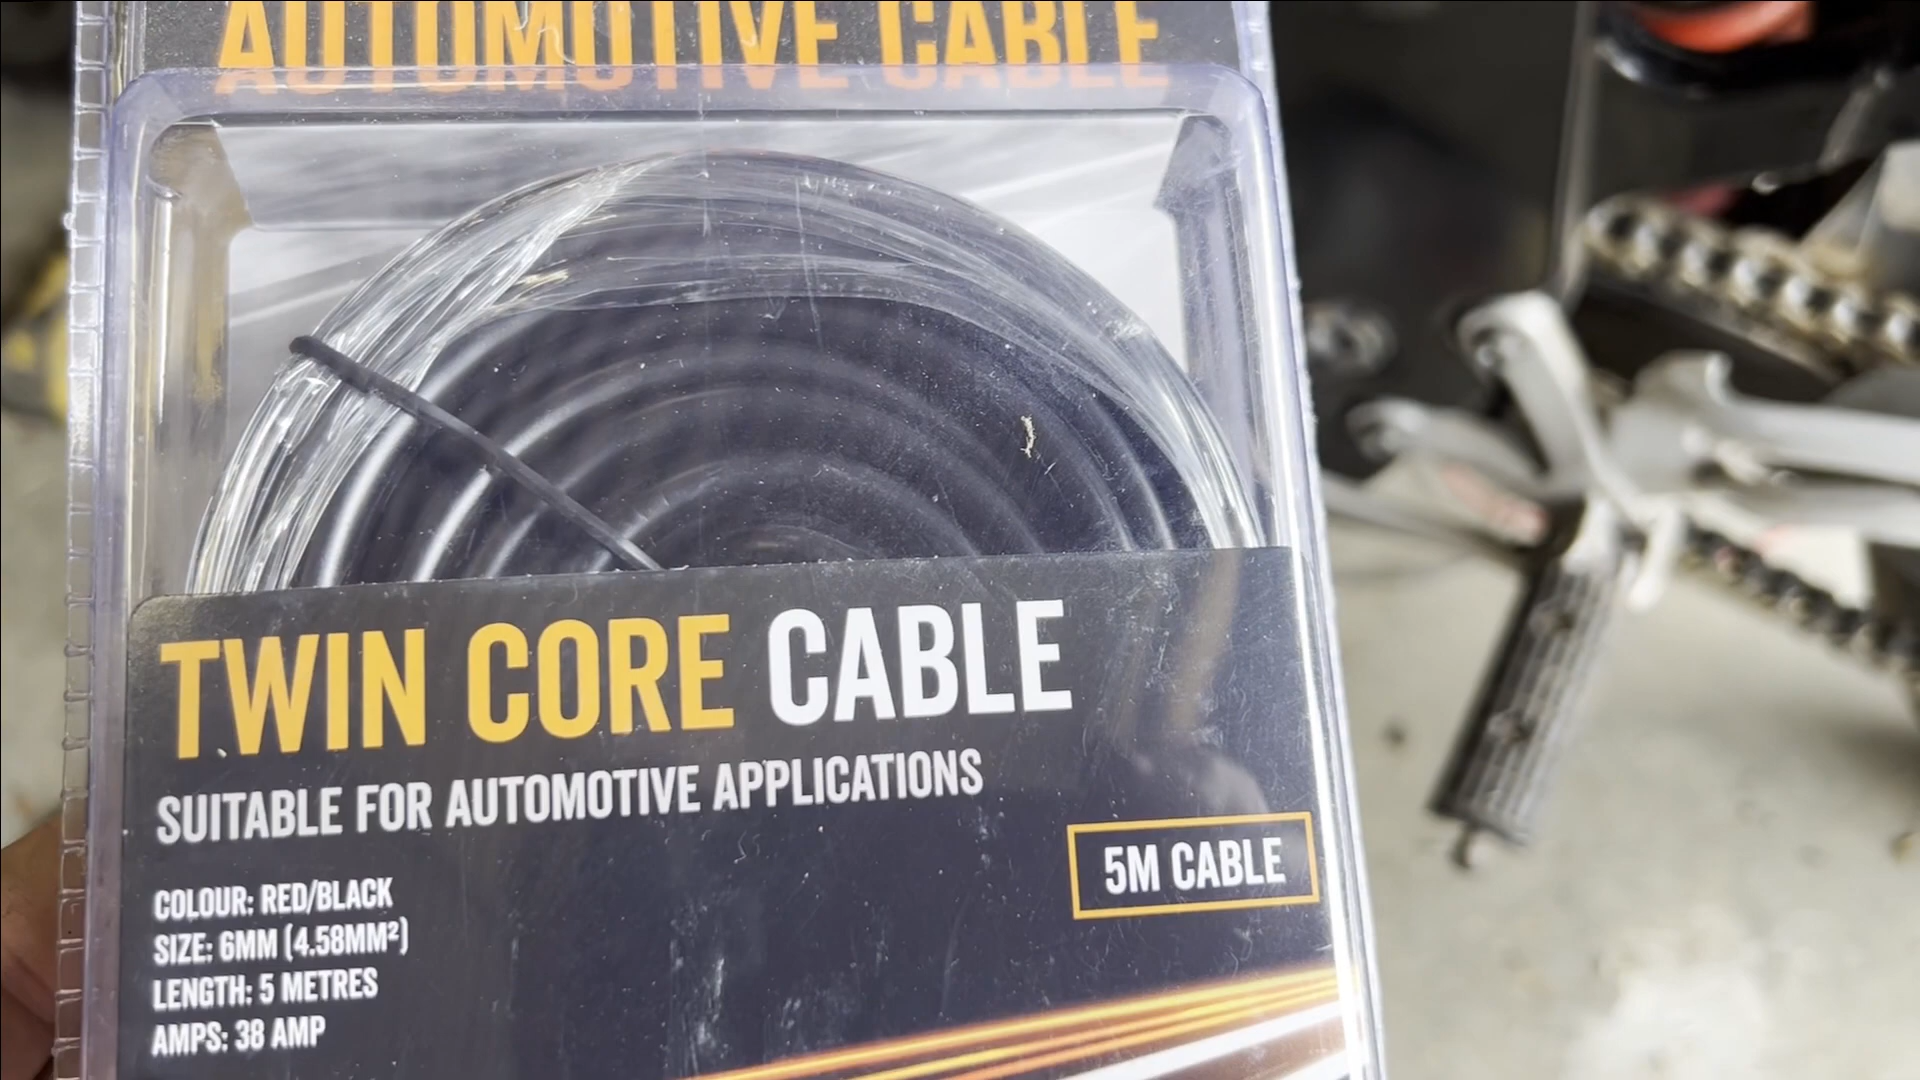 AUTOMOTIVE CABLE
TWIN CORE CABLE
SUITABLE FOR AUTOMOTIVE APPLICATIONS
5M CABLE
COLOUR: RED/BLACK
SIZE: 6MM (4.58MM²)
LENGTH: 5 METRES
AMPS: 38 AMP